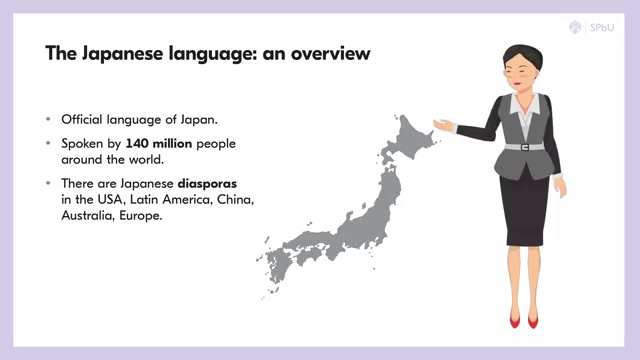 SPbU
The Japanese language: an overview
• Official language of Japan.
• Spoken by 140 million people
around the world.
• There are Japanese diasporas
in the USA, Latin America, China,
Australia, Europe.